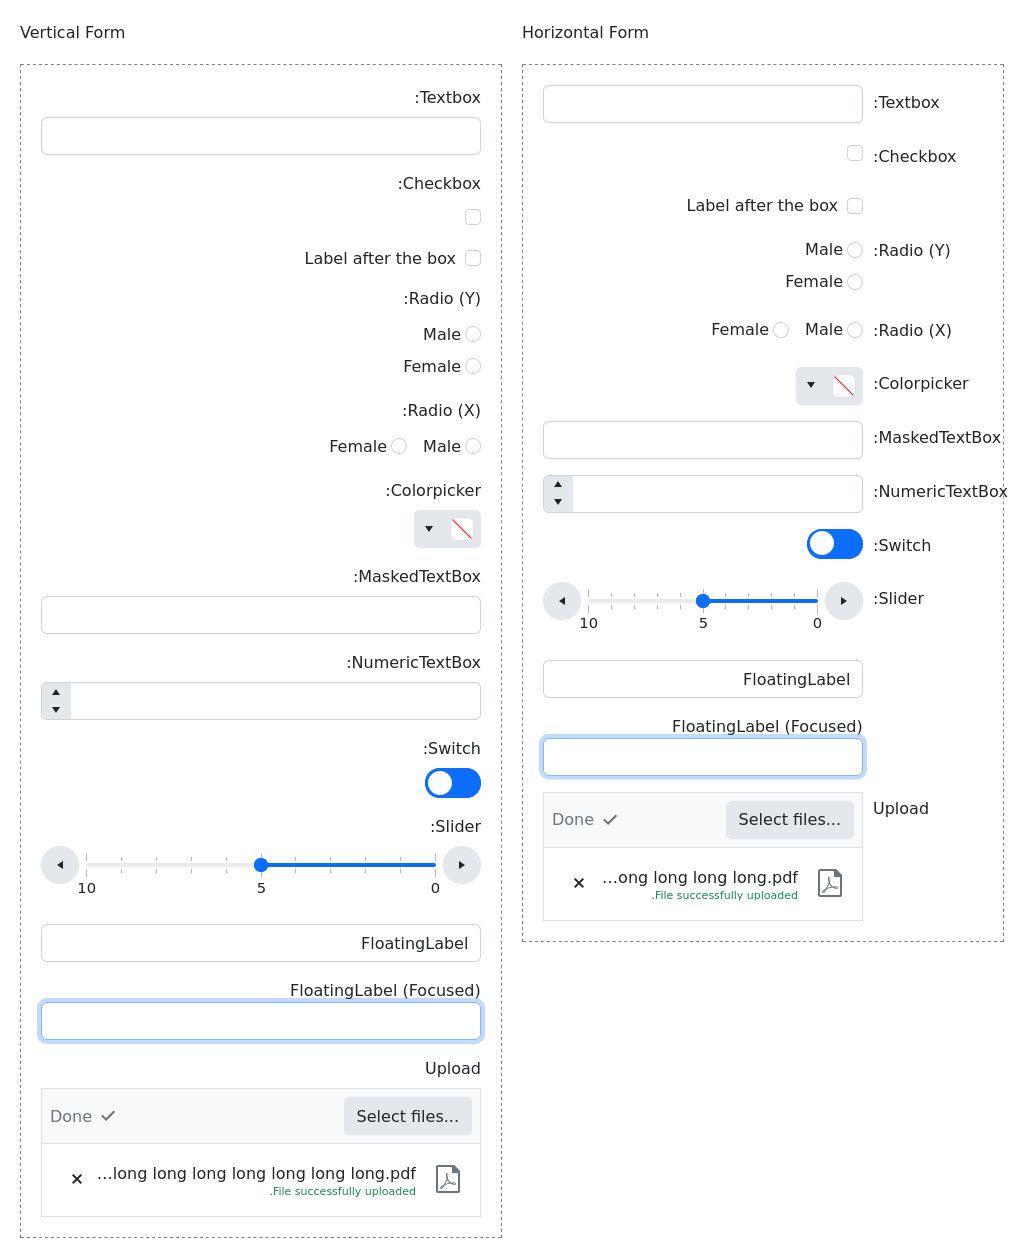 Vertical Form
:Textbox
:Checkbox
Label after the box
:Radio (Y)
Male
Female
:Radio (X)
Female Male
:Colorpicker
:MaskedTextBox
:NumericTextBox
:Switch
:Slider
10 5 0
FloatingLabel
FloatingLabel (Focused)
Upload
Done Select files...
...long long long long long long long.pdf
.File successfully uploaded
Horizontal Form
:Textbox
:Checkbox
Label after the box
Male :Radio (Y)
Female
Female Male :Radio (X)
:Colorpicker
:MaskedTextBox
:NumericTextBox
:Switch
:Slider
10 5 0
FloatingLabel
FloatingLabel (Focused)
Upload
Done Select files...
...ong long long long.pdf
.File successfully uploaded